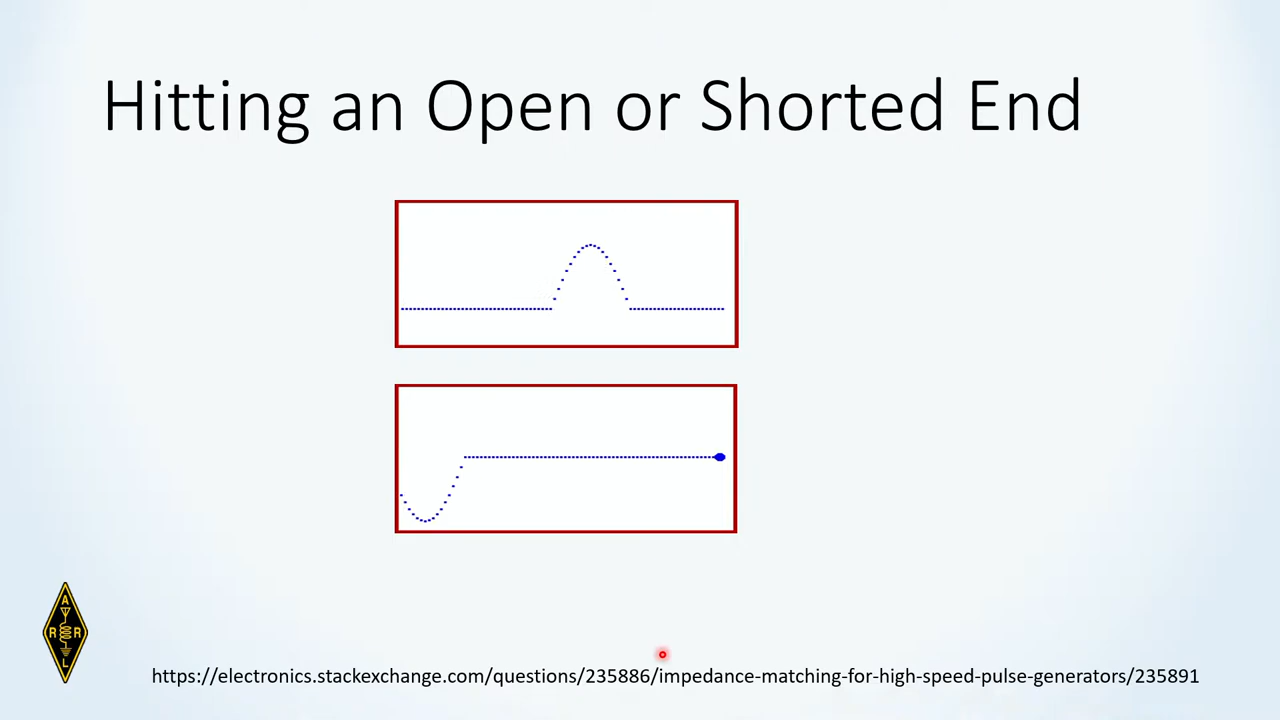 Hitting an Open or Shorted End
A
R R
L
https://electronics.stackexchange.com/questions/235886/impedance-matching-for-high-speed-pulse-generators/235891